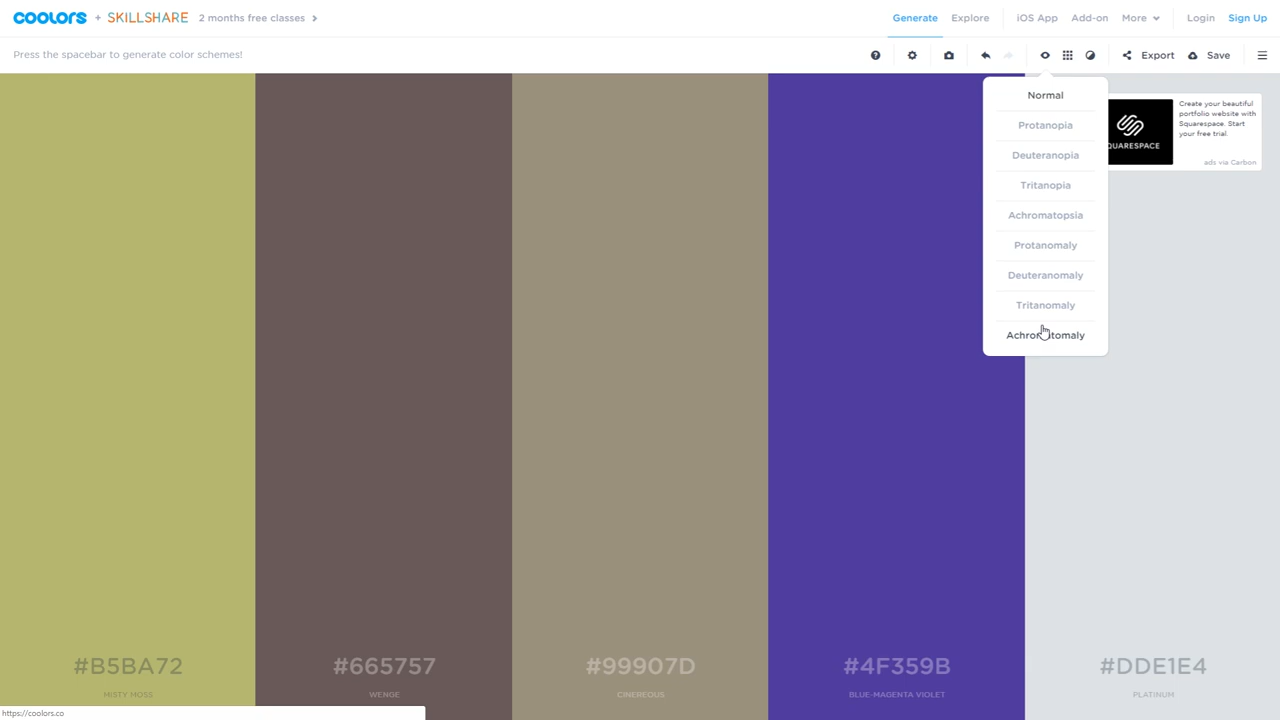 coolors + SKILLSHARE 2 months free classes
Generate Explore iOS App Add-on More Login Sign Up
Press the spacebar to generate color schemes!
Export Save
Normal
Protanopia
Deuteranopia
Tritanopia
Achromatopsia
Protanomaly
Deuteranomaly
Tritanomaly
Achromatomaly
QUARESPACE
Create your beautiful
portfolio website with
Squarespace. Start
your free trial.
ads via Carbon
#B5BA72
MISTY MOSS
#665757
WENGE
#99907D
CINEREOUS
#4F359B
BLUE-MAGENTA VIOLET
#DDE1E4
PLATINUM
https://coolors.co